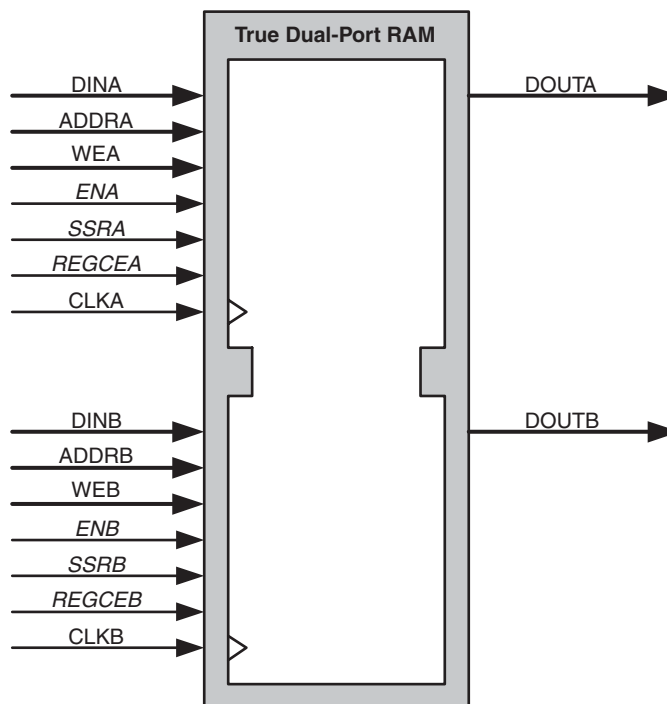 True Dual-Port RAM
DINA
DOUTA
ADDRA
WEA
ENA
SSRA
REGCEA
CLKA
DINB
DOUTB
ADDRB
WEB
ENB
SSRB
REGCEB
CLKB